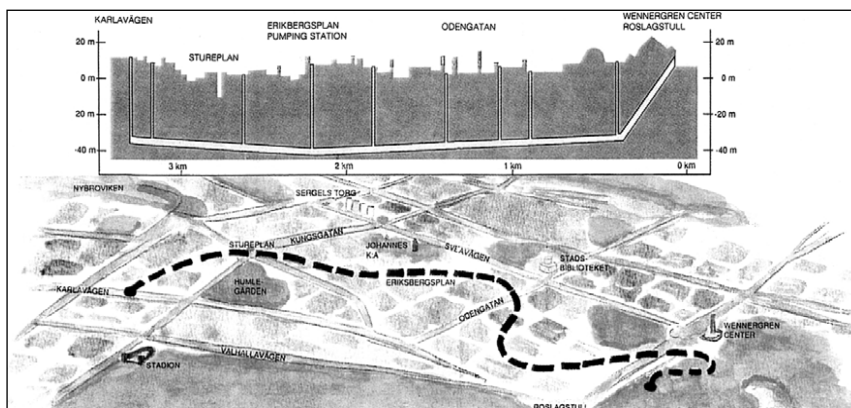 KARLAVÄGEN
STUREPLAN
ERIKBERGSPLAN
PUMPING STATION
ODENGATAN
WENNERGREN CENTER
ROSLAGSTULL
20 m
0 m
-20 m
-40 m
20 m
0 m
-20 m
-40 m
3 km
2 km
1 km
0 km
NYBROVIKEN
SERGELS TORG
KUNGSGATAN
STUREPLAN
JOHANNES
K:A
SVEAVÄGEN
STADS-
BIBLIOTEKET
KARLAVÄGEN
HUMLE-
GÅRDEN
ERIKSBERGSPLAN
ODENGATAN
WENNERGREN
CENTER
STADION
VALHALLAVÄGEN
ROSLAGSTULL